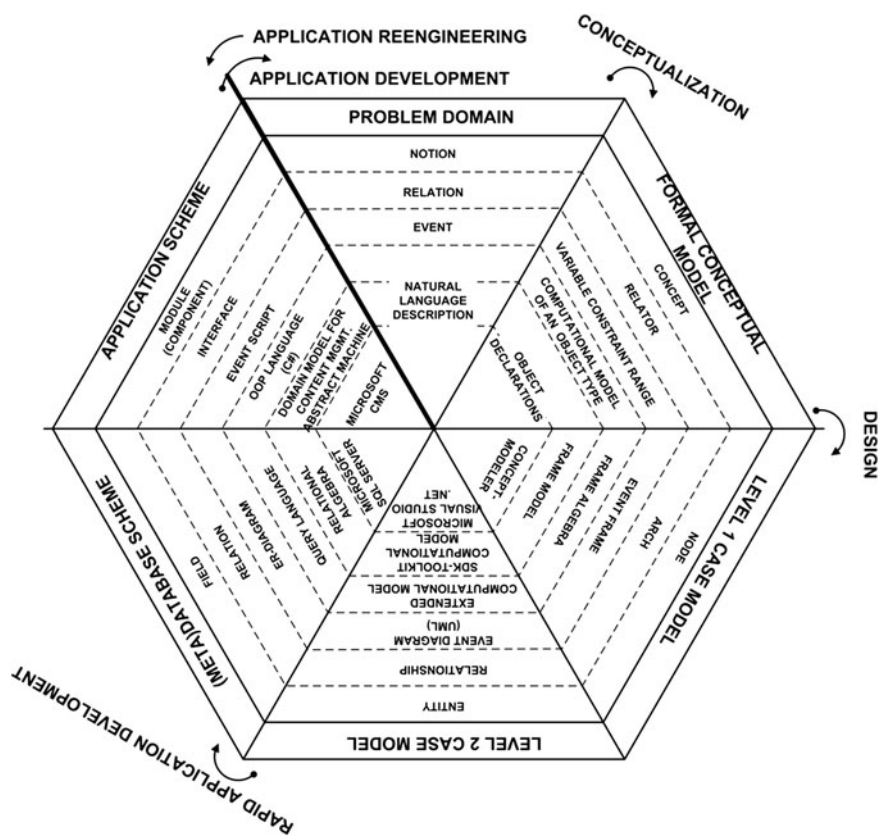 APPLICATION REENGINEERING
APPLICATION DEVELOPMENT
CONCEPTUALIZATION
PROBLEM DOMAIN
NOTION
RELATION
EVENT
NATURAL
LANGUAGE
DESCRIPTION
FORMAL CONCEPTUAL
MODEL
CONCEPT
RELATOR
VARIABLE CONSTRAINT RANGE
COMPUTATIONAL MODEL
OF AN OBJECT TYPE
OBJECT
DECLARATIONS
DESIGN
LEVEL 1 CASE MODEL
NODE
ARCH
EVENT FRAME
FRAME ALGEBRA
FRAME MODEL
CONCEPT-
MODELER
LEVEL 2 CASE MODEL
ENTITY
RELATIONSHIP
EVENT DIAGRAM
(UML)
EXTENDED
COMPUTATIONAL MODEL
SDK-TOOLKIT
COMPUTATIONAL
MODEL
MICROSOFT
VISUAL STUDIO
.NET
RAPID APPLICATION DEVELOPMENT
(META)DATABASE SCHEME
FIELD
RELATION
ER-DIAGRAM
QUERY LANGUAGE
RELATIONAL
ALGEBRA
MICROSOFT
SQL SERVER
APPLICATION SCHEME
MODULE
(COMPONENT)
INTERFACE
EVENT SCRIPT
OOP LANGUAGE
(C#)
DOMAIN MODEL FOR
CONTENT MGMT.
ABSTRACT MACHINE
MICROSOFT
CMS